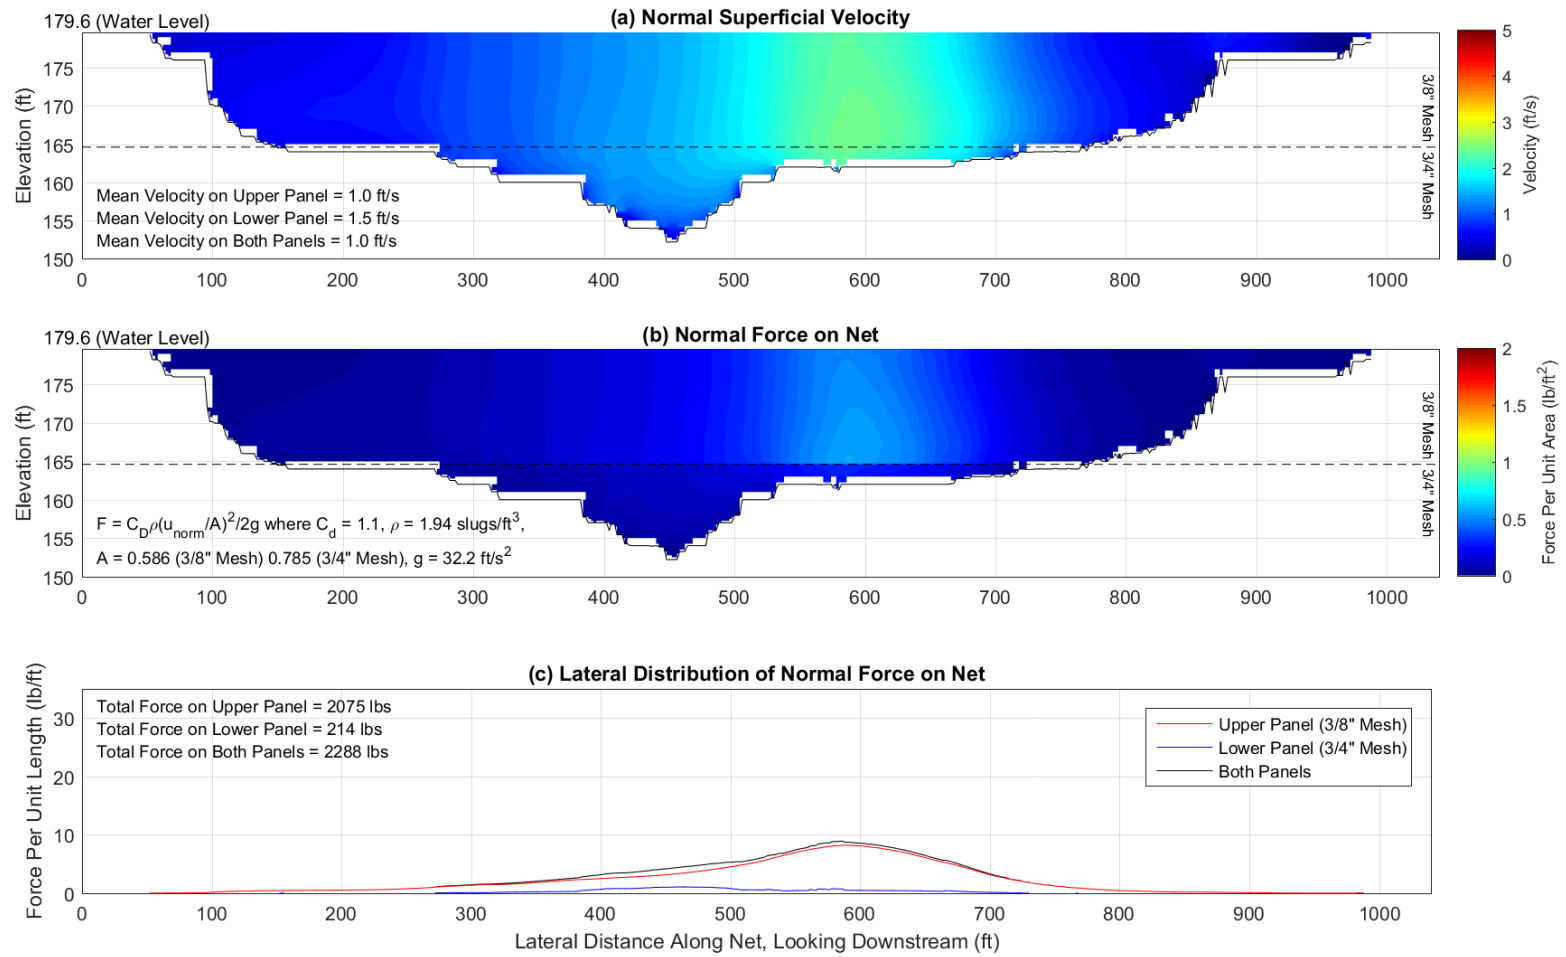 179.6 (Water Level)
(a) Normal Superficial Velocity
Elevation (ft)
175
170
165
160
155
150
Mean Velocity on Upper Panel = 1.0 ft/s
Mean Velocity on Lower Panel = 1.5 ft/s
Mean Velocity on Both Panels = 1.0 ft/s
3/8" Mesh
3/4" Mesh
0 100 200 300 400 500 600 700 800 900 1000
5
4
3
2
1
0
Velocity (ft/s)
179.6 (Water Level)
(b) Normal Force on Net
Elevation (ft)
175
170
165
160
155
150
F = C_Dρ(u_norm/A)^2/2g where C_d = 1.1, ρ = 1.94 slugs/ft^3,
A = 0.586 (3/8" Mesh) 0.785 (3/4" Mesh), g = 32.2 ft/s^2
3/8" Mesh
3/4" Mesh
0 100 200 300 400 500 600 700 800 900 1000
2
1.5
1
0.5
0
Force Per Unit Area (lb/ft^2)
(c) Lateral Distribution of Normal Force on Net
Force Per Unit Length (lb/ft)
30
20
10
0
Total Force on Upper Panel = 2075 lbs
Total Force on Lower Panel = 214 lbs
Total Force on Both Panels = 2288 lbs
Upper Panel (3/8" Mesh)
Lower Panel (3/4" Mesh)
Both Panels
0 100 200 300 400 500 600 700 800 900 1000
Lateral Distance Along Net, Looking Downstream (ft)